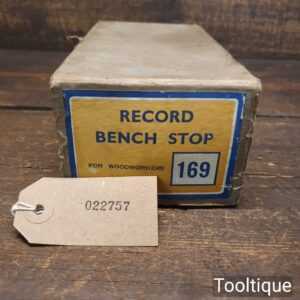 RECORD
BENCH STOP
FOR WOODWORKERS
169
022757
Tooltique